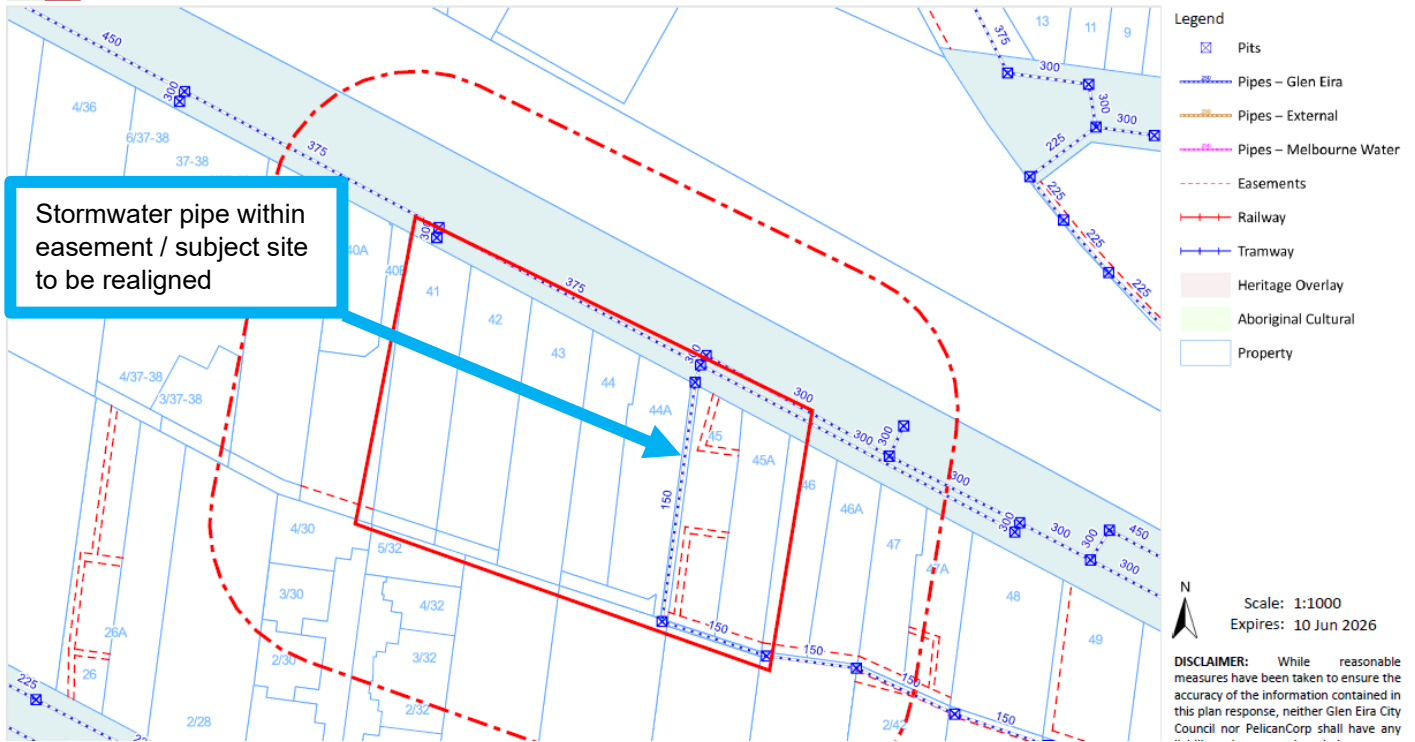 Stormwater pipe within
easement / subject site
to be realigned
450
300
4/36
6/37-38
37-38
375
300
40A
40B
41
42
43
44
44A
45
45A
46
46A
47
47A
48
49
375
300
300
300
300
300
300
300
300
450
300
150
150
150
150
150
4/37-38
3/37-38
4/30
5/32
3/30
4/32
2/30
3/32
2/32
2/28
26A
26
225
2/42
13
11
9
375
300
300
300
225
225
225
225
Legend
Pits
Pipes – Glen Eira
Pipes – External
Pipes – Melbourne Water
Easements
Railway
Tramway
Heritage Overlay
Aboriginal Cultural
Property
N
Scale: 1:1000
Expires: 10 Jun 2026
DISCLAIMER: While reasonable
measures have been taken to ensure the
accuracy of the information contained in
this plan response, neither Glen Eira City
Council nor PelicanCorp shall have any